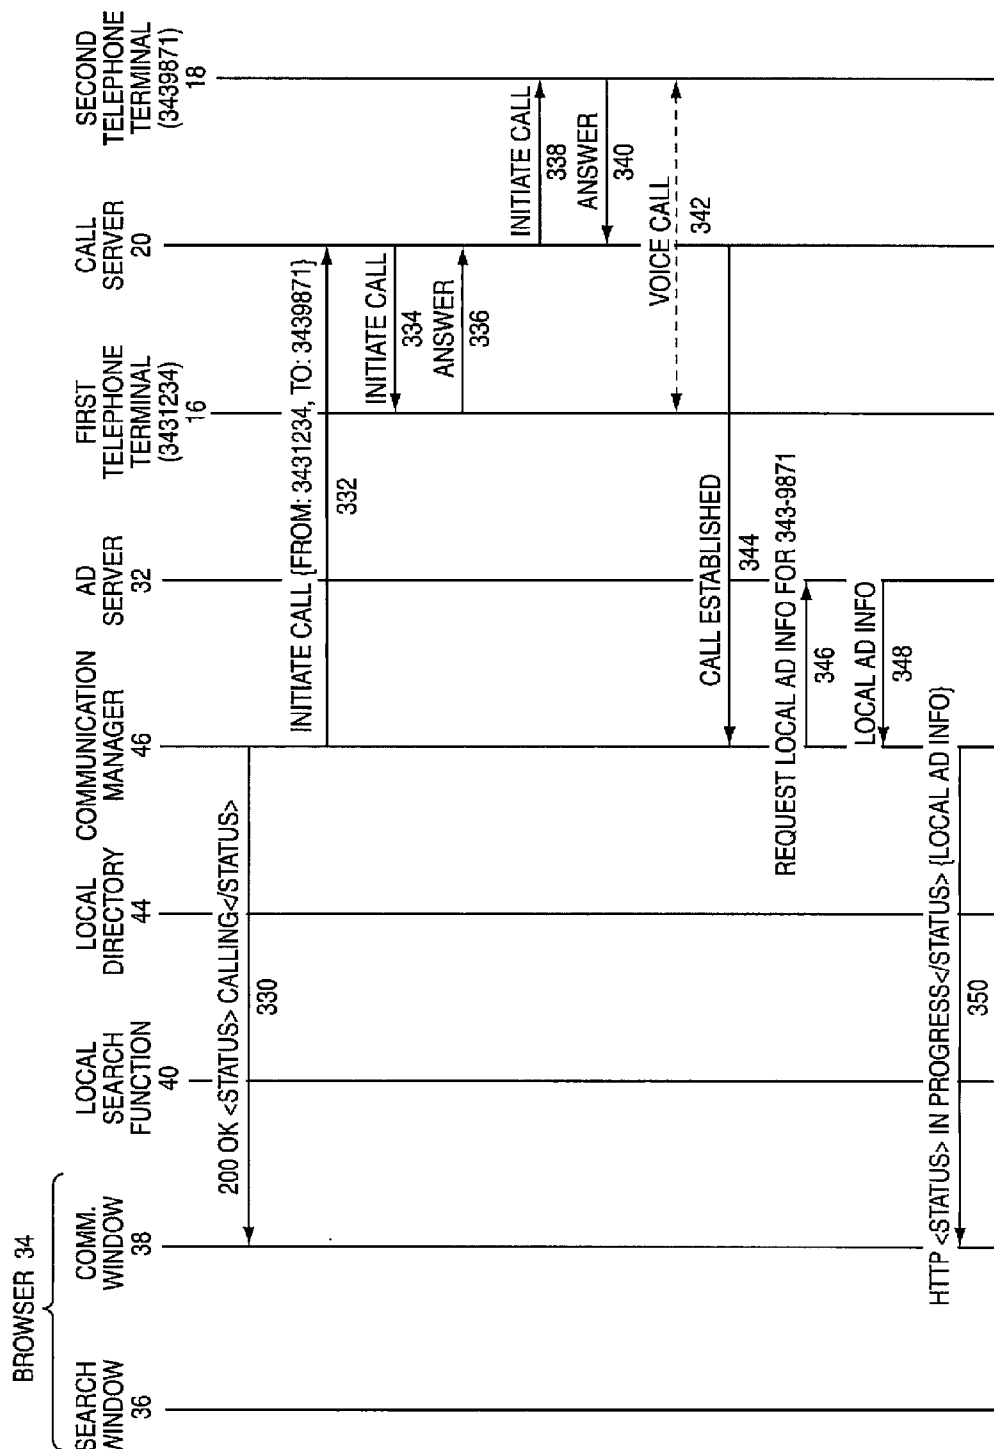 BROWSER 34
SEARCH
WINDOW
36
COMM.
WINDOW
38
LOCAL
SEARCH
FUNCTION
40
LOCAL
DIRECTORY
44
COMMUNICATION
MANAGER
46
AD
SERVER
32
FIRST
TELEPHONE
TERMINAL
(3431234)
16
CALL
SERVER
20
SECOND
TELEPHONE
TERMINAL
(3439871)
18
200 OK <STATUS> CALLING</STATUS>
330
INITIATE CALL {FROM: 3431234, TO: 3439871}
332
INITIATE CALL
334
ANSWER
336
INITIATE CALL
338
ANSWER
340
VOICE CALL
342
CALL ESTABLISHED
344
REQUEST LOCAL AD INFO FOR 343-9871
346
LOCAL AD INFO
348
HTTP <STATUS> IN PROGRESS</STATUS> {LOCAL AD INFO}
350